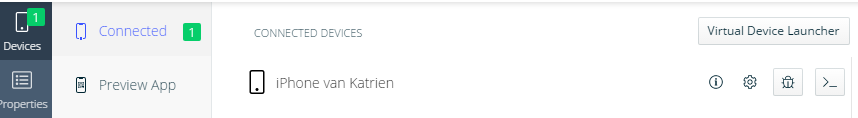 1
Devices
Properties
Connected
1
Preview App
CONNECTED DEVICES
Virtual Device Launcher
iPhone van Katrien